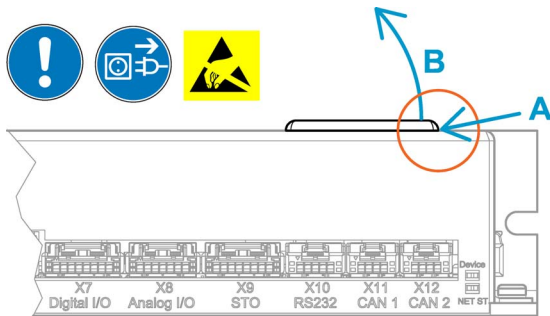 B
A
X7 X8 X9 X10 X11 X12
Digital I/O Analog I/O STO RS232 CAN 1 CAN 2
Device
NET ST